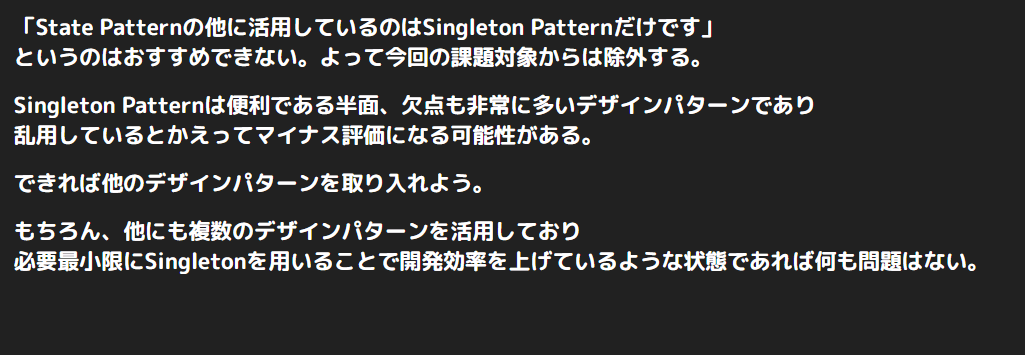 「State Patternの他に活用しているのはSingleton Patternだけです」
というのはおすすめできない。よって今回の課題対象からは除外する。
Singleton Patternは便利である半面、欠点も非常に多いデザインパターンであり
乱用しているとかえってマイナス評価になる可能性がある。
できれば他のデザインパターンを取り入れよう。
もちろん、他にも複数のデザインパターンを活用しており
必要最小限にSingletonを用いることで開発効率を上げているような状態であれば何も問題はない。